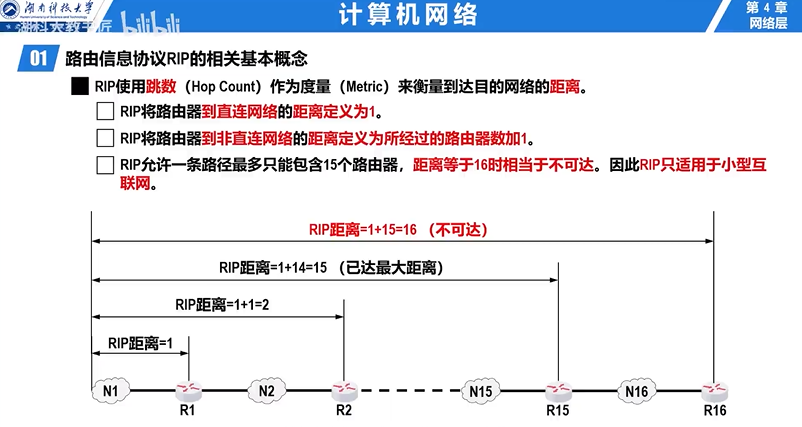 湖南科技大学
湖科大教书匠 bilibili
计算机网络
第 4 章
网络层
01 路由信息协议RIP的相关基本概念
RIP使用跳数（Hop Count）作为度量（Metric）来衡量到达目的网络的距离。
RIP将路由器到直连网络的距离定义为1。
RIP将路由器到非直连网络的距离定义为所经过的路由器数加1。
RIP允许一条路径最多只能包含15个路由器，距离等于16时相当于不可达。因此RIP只适用于小型互
联网。
RIP距离=1+15=16 （不可达）
RIP距离=1+14=15 （已达最大距离）
RIP距离=1+1=2
RIP距离=1
N1 N2 N15 N16
R1 R2 R15 R16